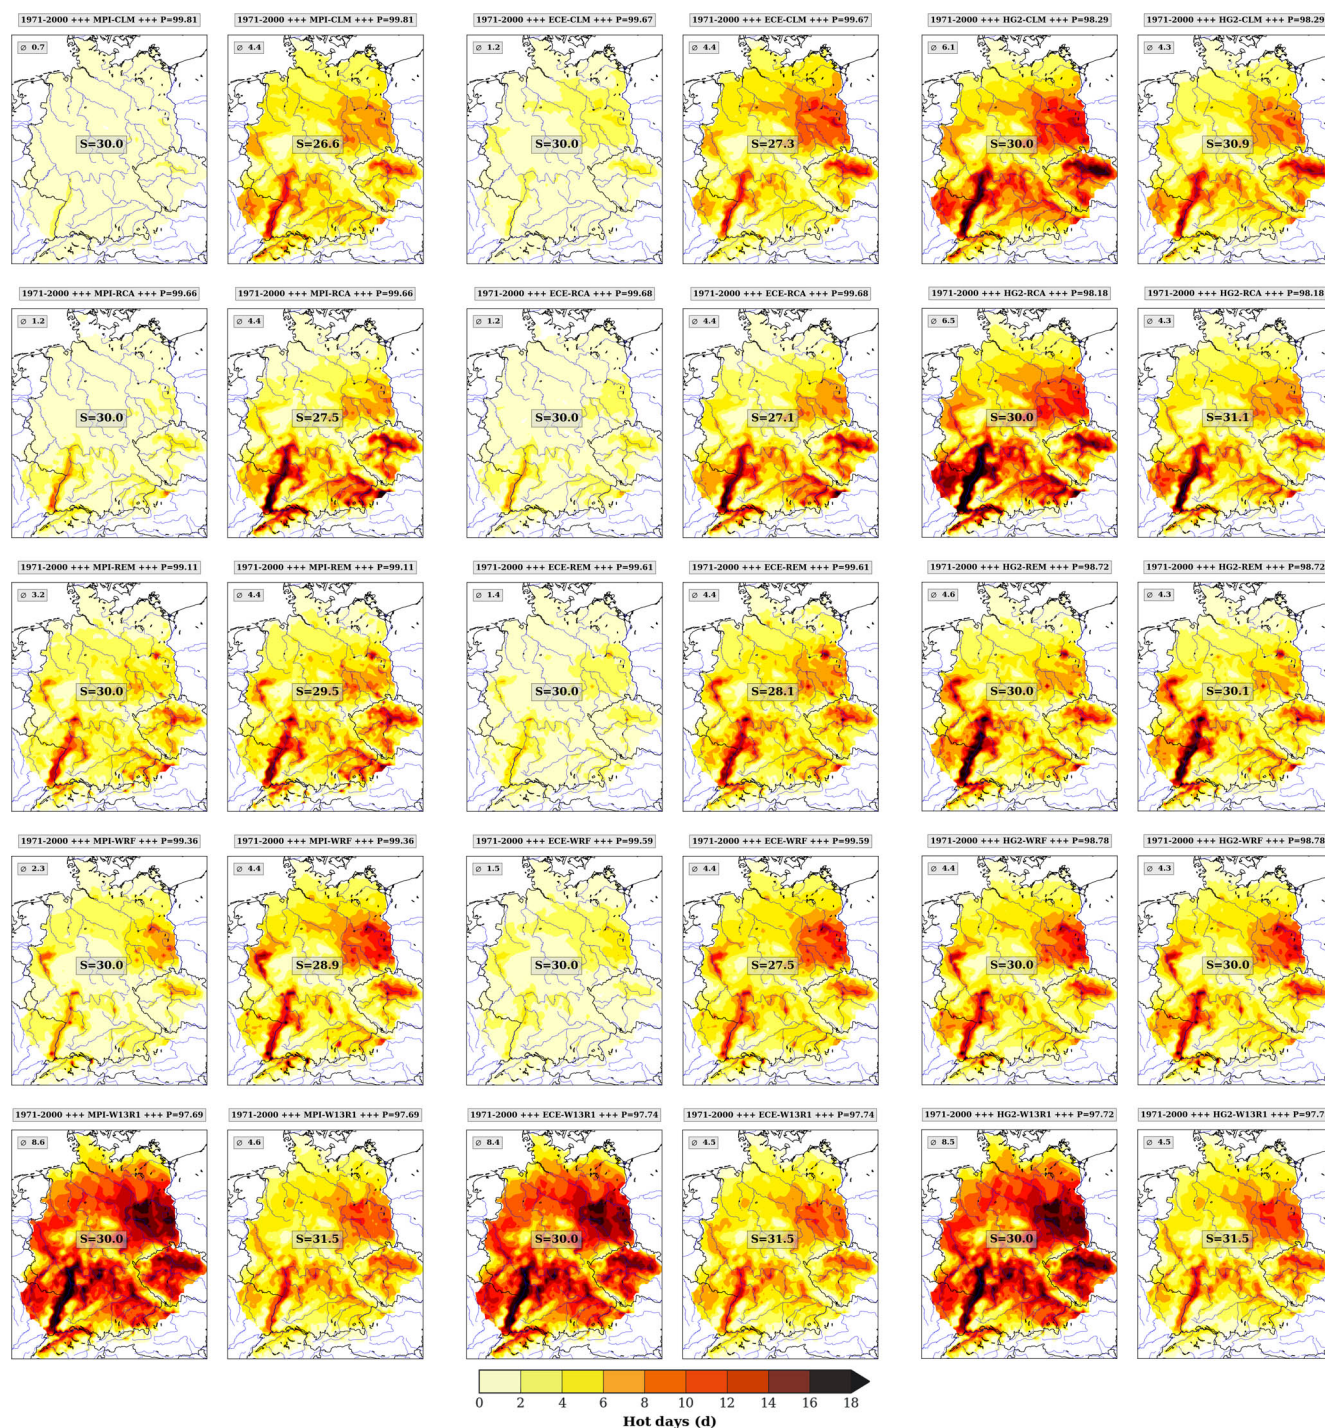 1971-2000 +++ MPI-CLM +++ P=99.81
1971-2000 +++ MPI-CLM +++ P=99.81
1971-2000 +++ ECE-CLM +++ P=99.67
1971-2000 +++ ECE-CLM +++ P=99.67
1971-2000 +++ HG2-CLM +++ P=98.29
1971-2000 +++ HG2-CLM +++ P=98.29
∅ 0.7
∅ 4.4
∅ 1.2
∅ 4.4
∅ 6.1
∅ 4.3
S=30.0
S=26.6
S=30.0
S=27.3
S=30.0
S=30.9
1971-2000 +++ MPI-RCA +++ P=99.66
1971-2000 +++ MPI-RCA +++ P=99.66
1971-2000 +++ ECE-RCA +++ P=99.68
1971-2000 +++ ECE-RCA +++ P=99.68
1971-2000 +++ HG2-RCA +++ P=98.18
1971-2000 +++ HG2-RCA +++ P=98.18
∅ 1.2
∅ 4.4
∅ 1.2
∅ 4.4
∅ 6.5
∅ 4.3
S=30.0
S=27.5
S=30.0
S=27.1
S=30.0
S=31.1
1971-2000 +++ MPI-REM +++ P=99.11
1971-2000 +++ MPI-REM +++ P=99.11
1971-2000 +++ ECE-REM +++ P=99.61
1971-2000 +++ ECE-REM +++ P=99.61
1971-2000 +++ HG2-REM +++ P=98.72
1971-2000 +++ HG2-REM +++ P=98.72
∅ 3.2
∅ 4.4
∅ 1.4
∅ 4.4
∅ 4.6
∅ 4.3
S=30.0
S=29.5
S=30.0
S=28.1
S=30.0
S=30.1
1971-2000 +++ MPI-WRF +++ P=99.36
1971-2000 +++ MPI-WRF +++ P=99.36
1971-2000 +++ ECE-WRF +++ P=99.59
1971-2000 +++ ECE-WRF +++ P=99.59
1971-2000 +++ HG2-WRF +++ P=98.78
1971-2000 +++ HG2-WRF +++ P=98.78
∅ 2.3
∅ 4.4
∅ 1.5
∅ 4.4
∅ 4.4
∅ 4.3
S=30.0
S=28.9
S=30.0
S=27.5
S=30.0
S=30.0
1971-2000 +++ MPI-W13R1 +++ P=97.69
1971-2000 +++ MPI-W13R1 +++ P=97.69
1971-2000 +++ ECE-W13R1 +++ P=97.74
1971-2000 +++ ECE-W13R1 +++ P=97.74
1971-2000 +++ HG2-W13R1 +++ P=97.72
1971-2000 +++ HG2-W13R1 +++ P=97.7
∅ 8.6
∅ 4.6
∅ 8.4
∅ 4.5
∅ 8.5
∅ 4.5
S=30.0
S=31.5
S=30.0
S=31.5
S=30.0
S=31.5
0 2 4 6 8 10 12 14 16 18
Hot days (d)